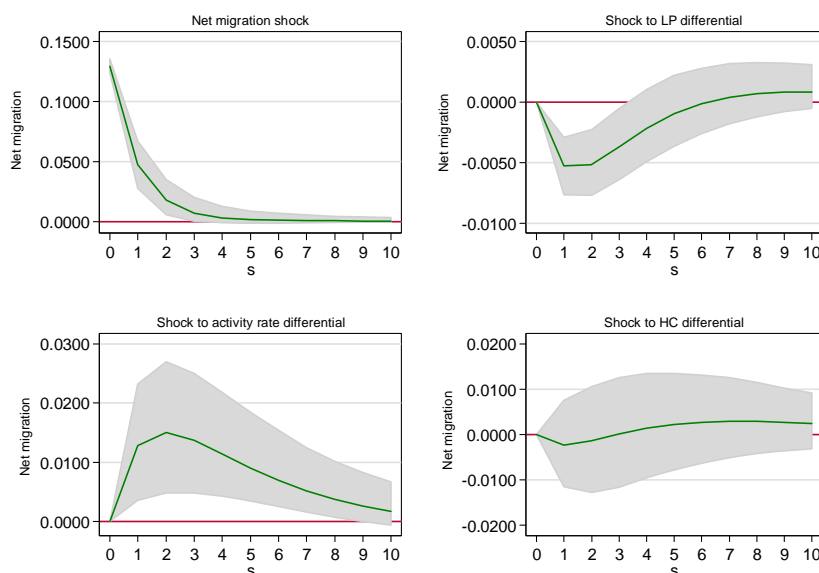 Net migration shock
Net migration
0.1500
0.1000
0.0500
0.0000
0 1 2 3 4 5 6 7 8 9 10
s
Shock to LP differential
Net migration
0.0050
0.0000
-0.0050
-0.0100
0 1 2 3 4 5 6 7 8 9 10
s
Shock to activity rate differential
Net migration
0.0300
0.0200
0.0100
0.0000
0 1 2 3 4 5 6 7 8 9 10
s
Shock to HC differential
Net migration
0.0200
0.0100
0.0000
-0.0100
-0.0200
0 1 2 3 4 5 6 7 8 9 10
s